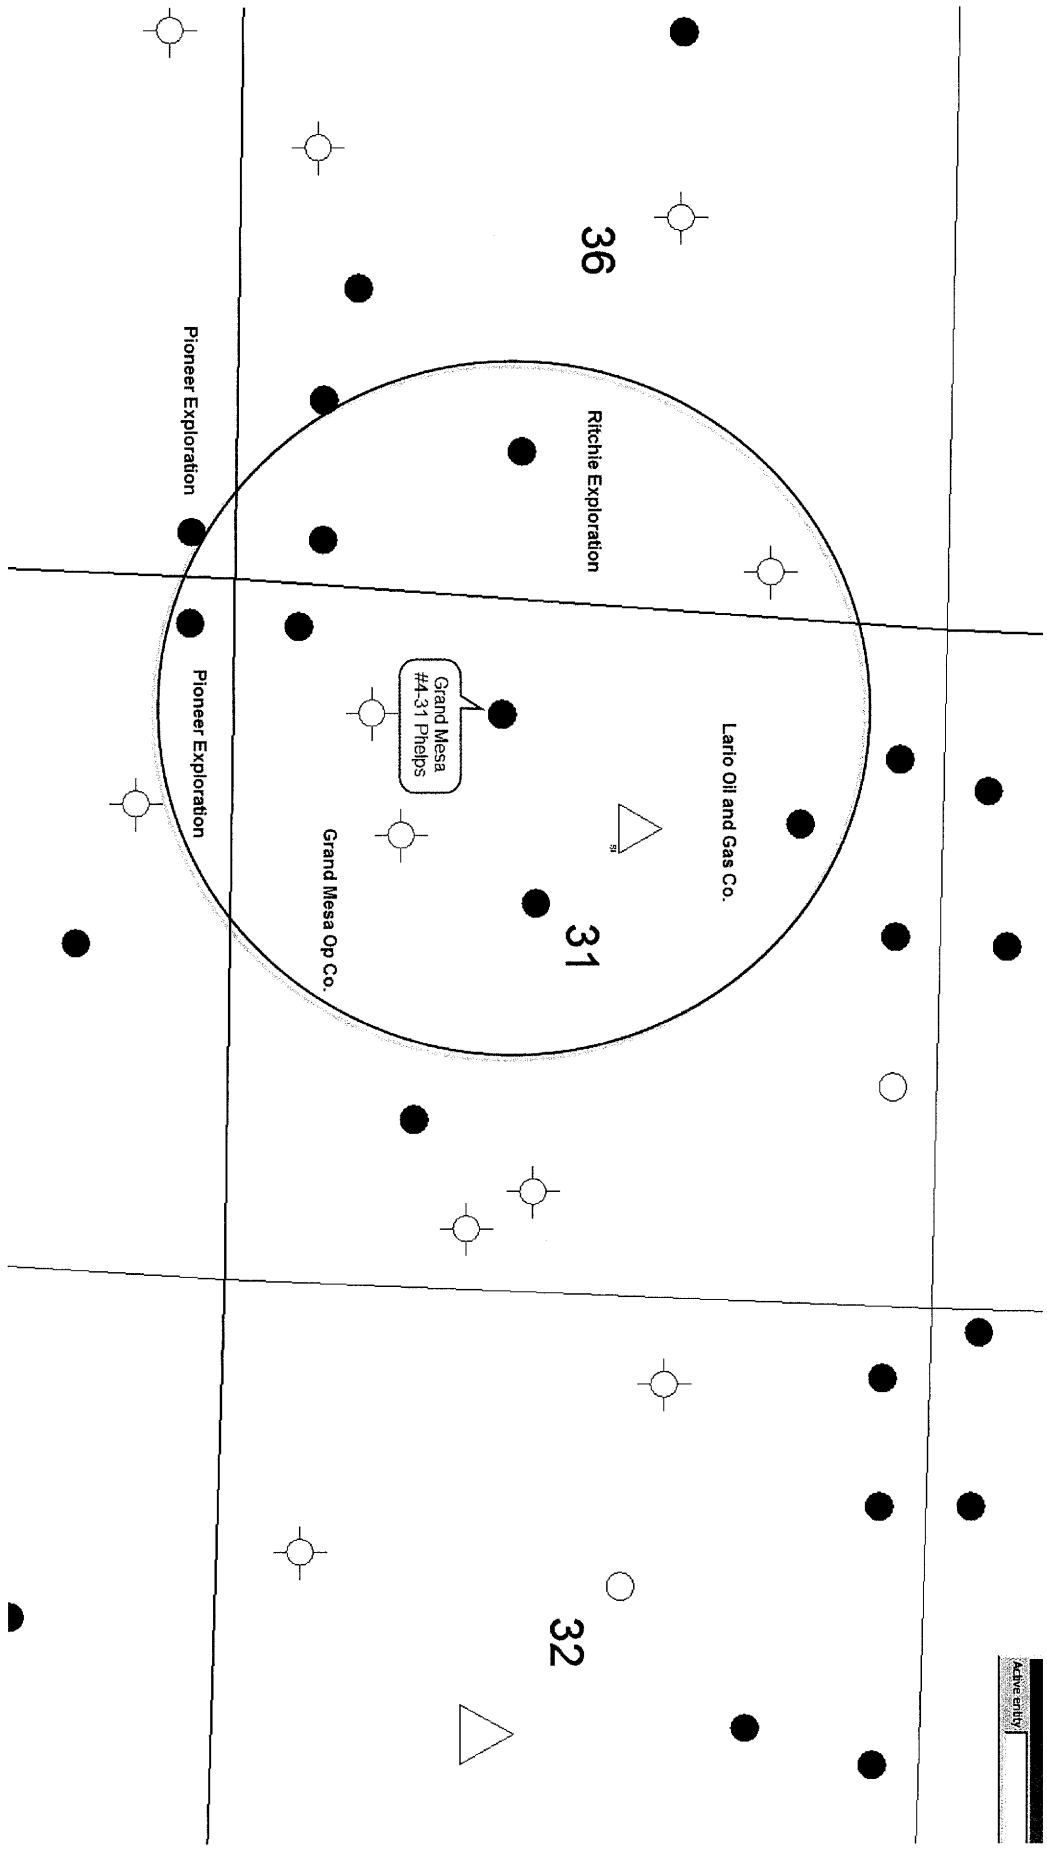 36
Ritchie Exploration
Pioneer Exploration
Lario Oil and Gas Co.
Grand Mesa
#4-31 Phelps
SI
31
Grand Mesa Op Co.
Pioneer Exploration
32
Active entity